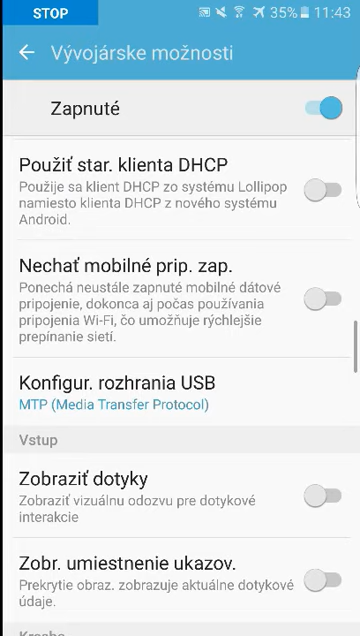 STOP
35% 11:43
Vývojárske možnosti
Zapnuté
Použiť star. klienta DHCP
Použije sa klient DHCP zo systému Lollipop
namiesto klienta DHCP z nového systému
Android.
Nechať mobilné prip. zap.
Ponechá neustále zapnuté mobilné dátové
pripojenie, dokonca aj počas používania
pripojenia Wi-Fi, čo umožňuje rýchlejšie
prepínanie sietí.
Konfigur. rozhrania USB
MTP (Media Transfer Protocol)
Vstup
Zobraziť dotyky
Zobraziť vizuálnu odozvu pre dotykové
interakcie
Zobr. umiestnenie ukazov.
Prekrytie obraz. zobrazuje aktuálne dotykové
údaje.